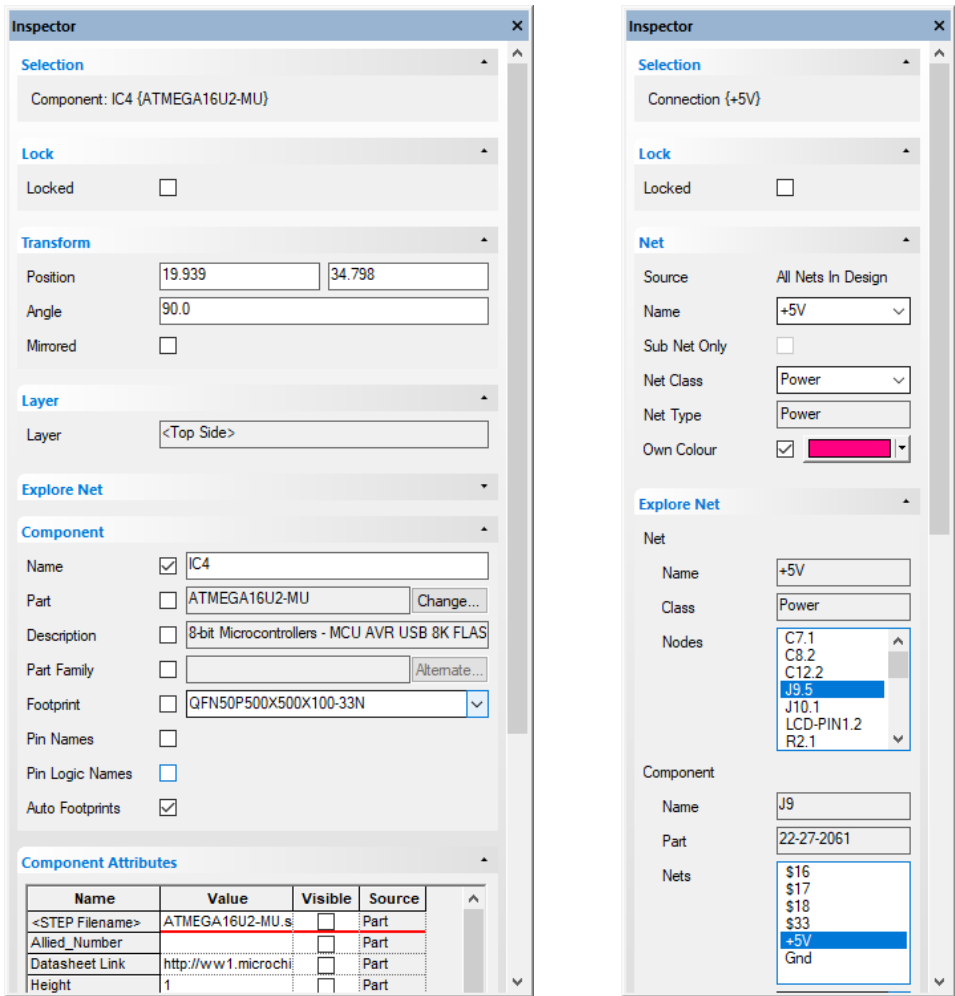 Inspector
Selection
Component: IC4 {ATMEGA16U2-MU}
Lock
Locked
Transform
Position 19.939 34.798
Angle 90.0
Mirrored
Layer
Layer <Top Side>
Explore Net
Component
Name IC4
Part ATMEGA16U2-MU Change...
Description 8-bit Microcontrollers - MCU AVR USB 8K FLAS
Part Family Alternate...
Footprint QFN50P500X500X100-33N
Pin Names
Pin Logic Names
Auto Footprints
Component Attributes
Name Value Visible Source
<STEP Filename> ATMEGA16U2-MU.s Part
Allied_Number Part
Datasheet Link http://ww1.microchi Part
Height 1 Part
Inspector
Selection
Connection {+5V}
Lock
Locked
Net
Source All Nets In Design
Name +5V
Sub Net Only
Net Class Power
Net Type Power
Own Colour
Explore Net
Net
Name +5V
Class Power
Nodes C7.1
C8.2
C12.2
J9.5
J10.1
LCD-PIN1.2
R2.1
Component
Name J9
Part 22-27-2061
Nets $16
$17
$18
$33
+5V
Gnd